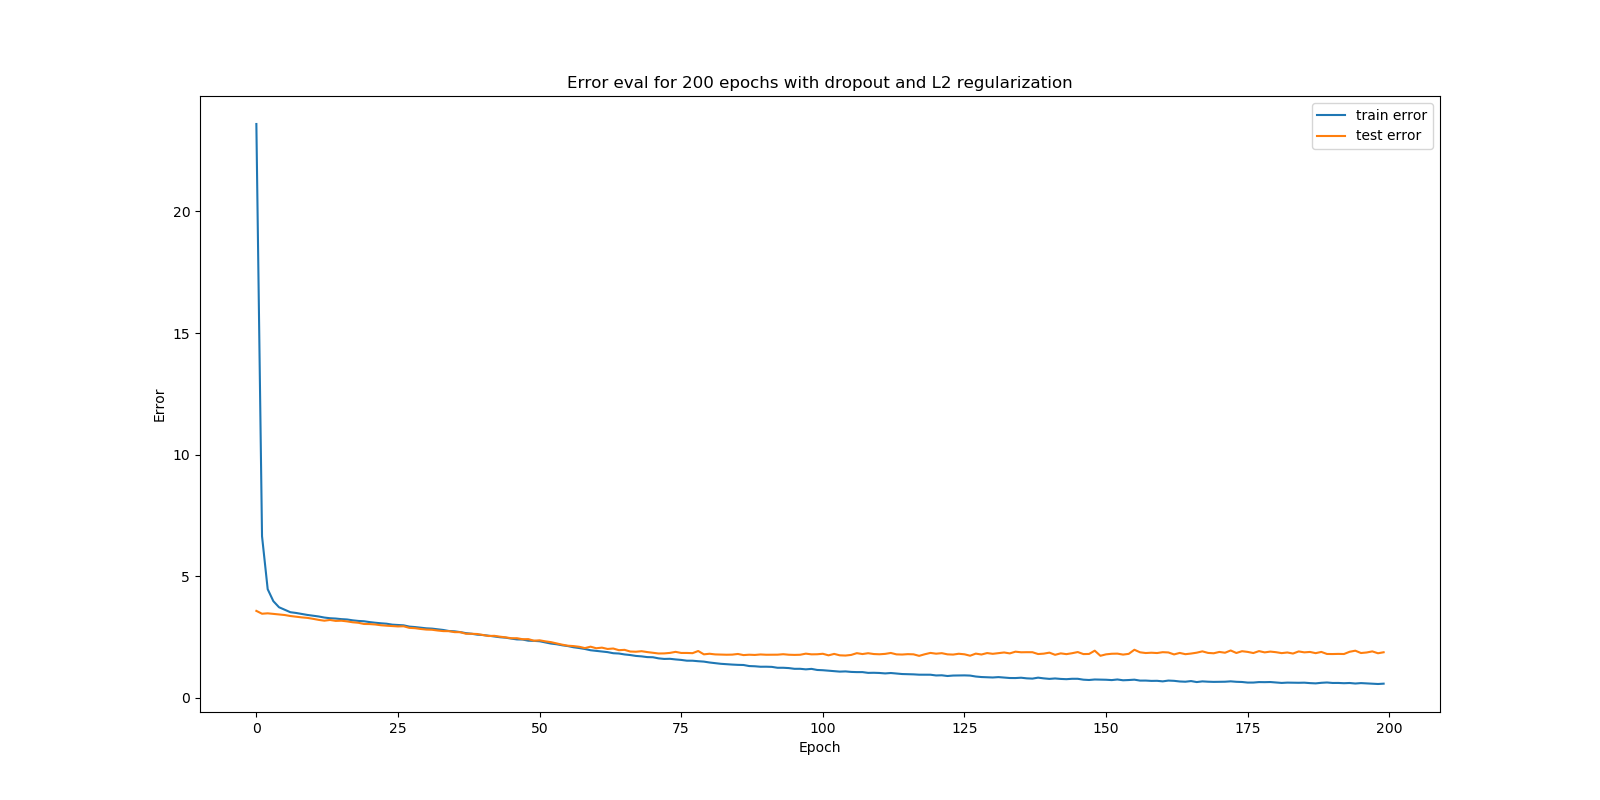 Error eval for 200 epochs with dropout and L2 regularization
train error
test error
20
15
10
5
0
Error
0 25 50 75 100 125 150 175 200
Epoch